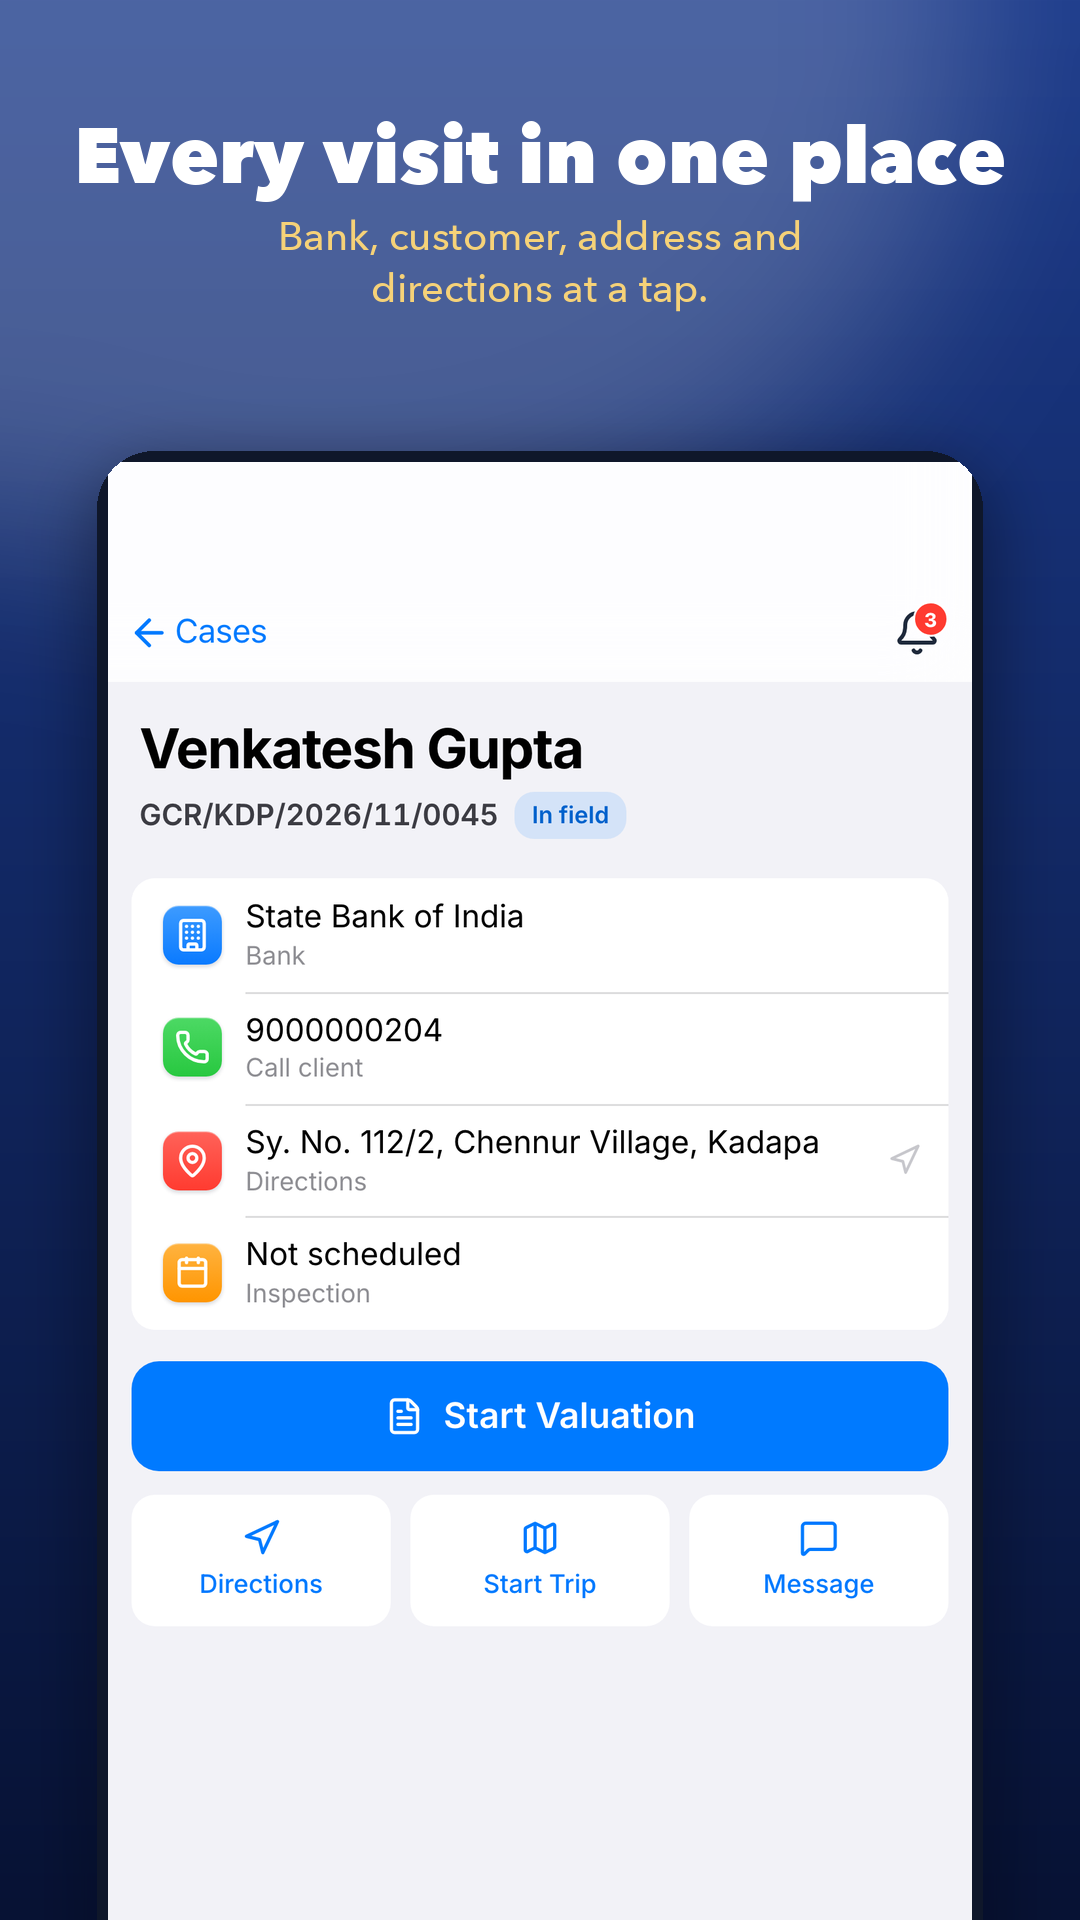 Every visit in one place
Bank, customer, address and
directions at a tap.
Cases
3
Venkatesh Gupta
GCR/KDP/2026/11/0045 In field
State Bank of India
Bank
9000000204
Call client
Sy. No. 112/2, Chennur Village, Kadapa
Directions
Not scheduled
Inspection
Start Valuation
Directions Start Trip Message